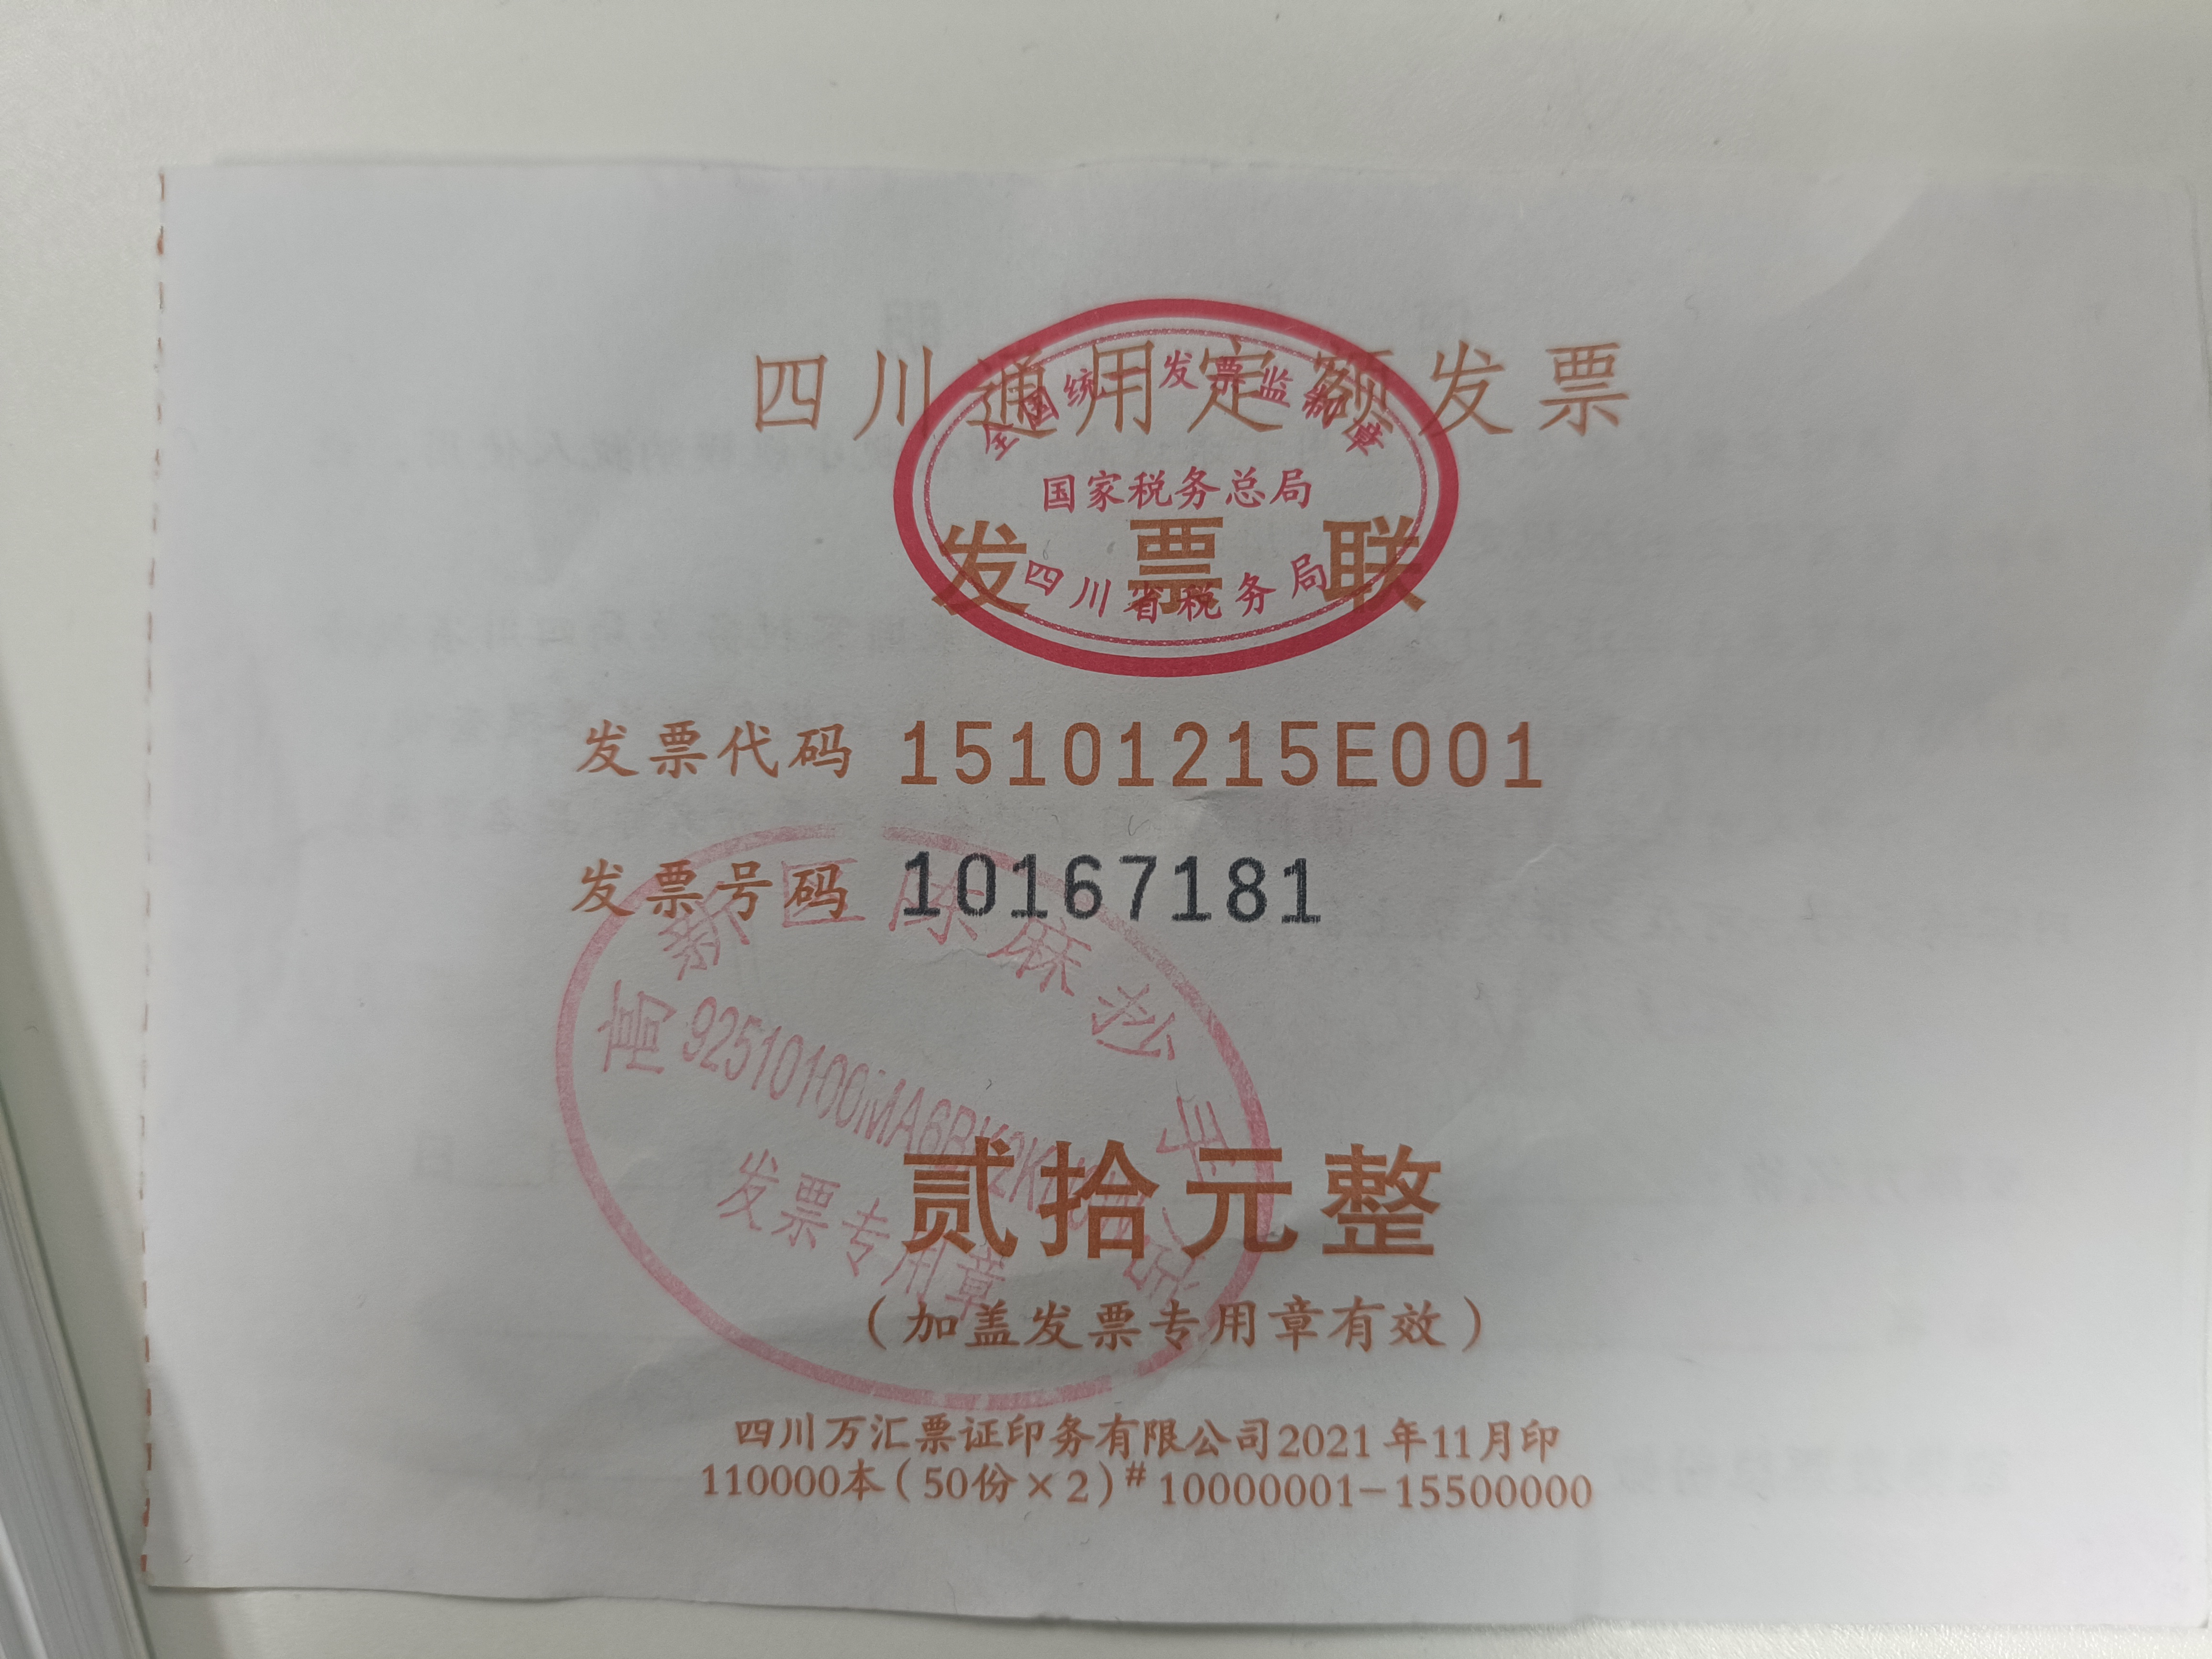 四川通用定额发票
全国统一发票监制章
国家税务总局
四川省税务局
发票联
发票代码 15101215E001
发票号码 10167181
高新区陈麻抄手
92510100MA6B
发票专用章
贰拾元整
（加盖发票专用章有效）
四川万汇票证印务有限公司2021年11月印
110000本（50份×2）# 10000001-15500000